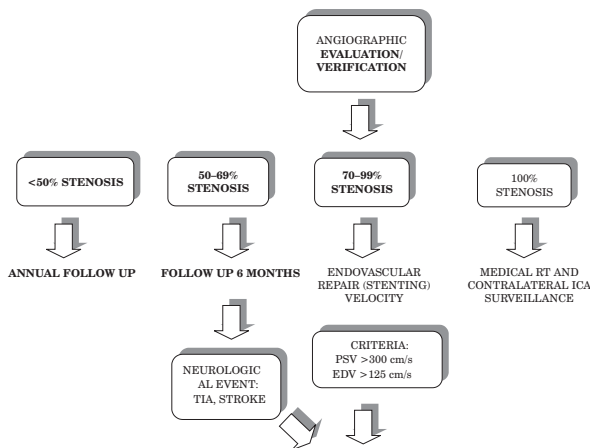 ANGIOGRAPHIC
EVALUATION/
VERIFICATION
<50% STENOSIS
50–69%
STENOSIS
70–99%
STENOSIS
100%
STENOSIS
ANNUAL FOLLOW UP
FOLLOW UP 6 MONTHS
ENDOVASCULAR
REPAIR (STENTING)
VELOCITY
MEDICAL RT AND
CONTRALATERAL ICA
SURVEILLANCE
NEUROLOGIC
AL EVENT:
TIA, STROKE
CRITERIA:
PSV >300 cm/s
EDV >125 cm/s